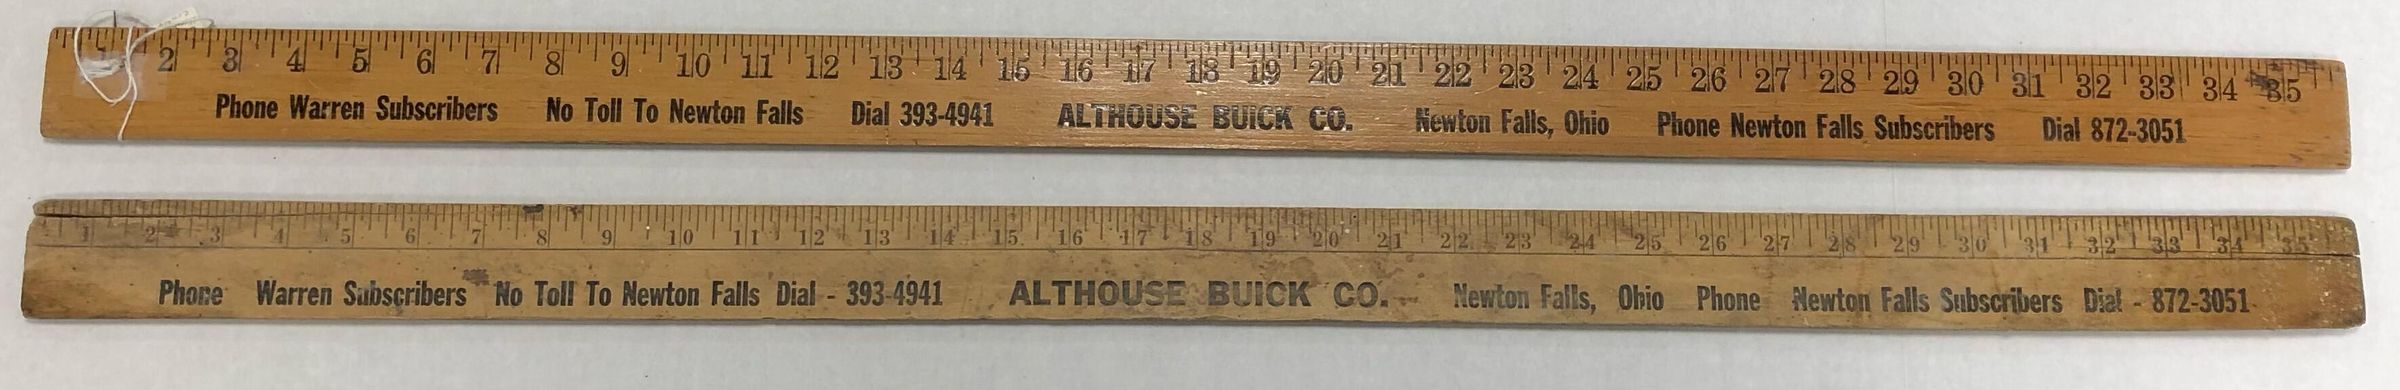 2 3 4 5 6 7 8 9 10 11 12 13 14 15 16 17 18 19 20 21 22 23 24 25 26 27 28 29 30 31 32 33 34 35
Phone Warren Subscribers No Toll To Newton Falls Dial 393-4941 ALTHOUSE BUICK CO. Newton Falls, Ohio Phone Newton Falls Subscribers Dial 872-3051
1 2 3 4 5 6 7 8 9 10 11 12 13 14 15 16 17 18 19 20 21 22 23 24 25 26 27 28 29 30 31 32 33 34 35
Phone Warren Subscribers No Toll To Newton Falls Dial - 393-4941 ALTHOUSE BUICK CO. Newton Falls, Ohio Phone Newton Falls Subscribers Dial - 872-3051